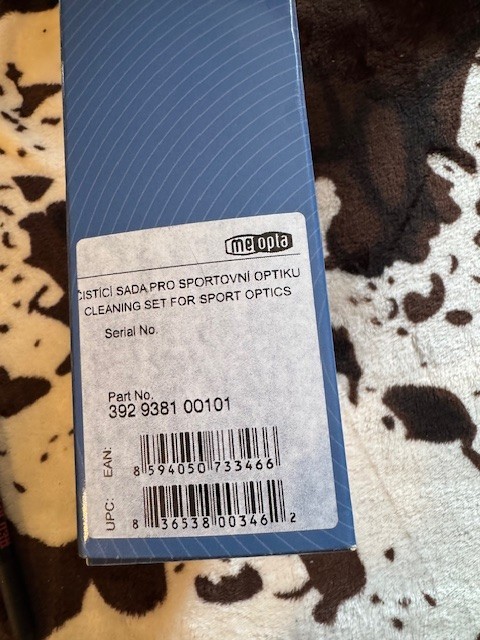 meopta
ČISTÍCÍ SADA PRO SPORTOVNÍ OPTIKU
CLEANING SET FOR SPORT OPTICS
Serial No.
Part No.
392 9381 00101
EAN:
8 594050 733466
UPC:
8 36538 00346 2